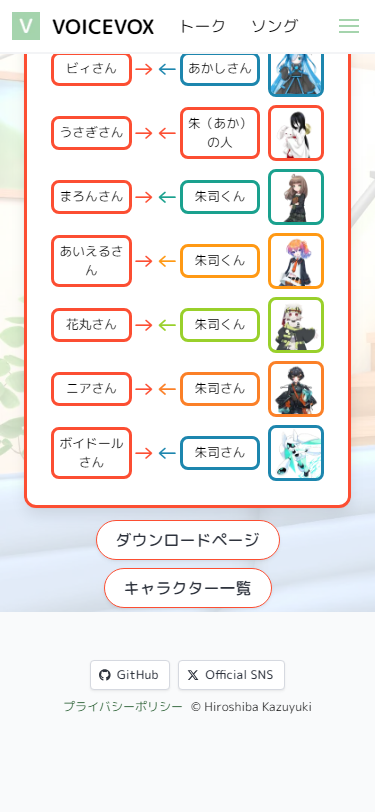 V VOICEVOX トーク ソング
ビィさん → ← あかしさん
うさぎさん → ← 朱（あか）
の人
まろんさん → ← 朱司くん
あいえるさ
ん → ← 朱司くん
花丸さん → ← 朱司くん
ニアさん → ← 朱司さん
ボイドール
さん → ← 朱司さん
ダウンロードページ
キャラクター一覧
GitHub Official SNS
プライバシーポリシー © Hiroshiba Kazuyuki